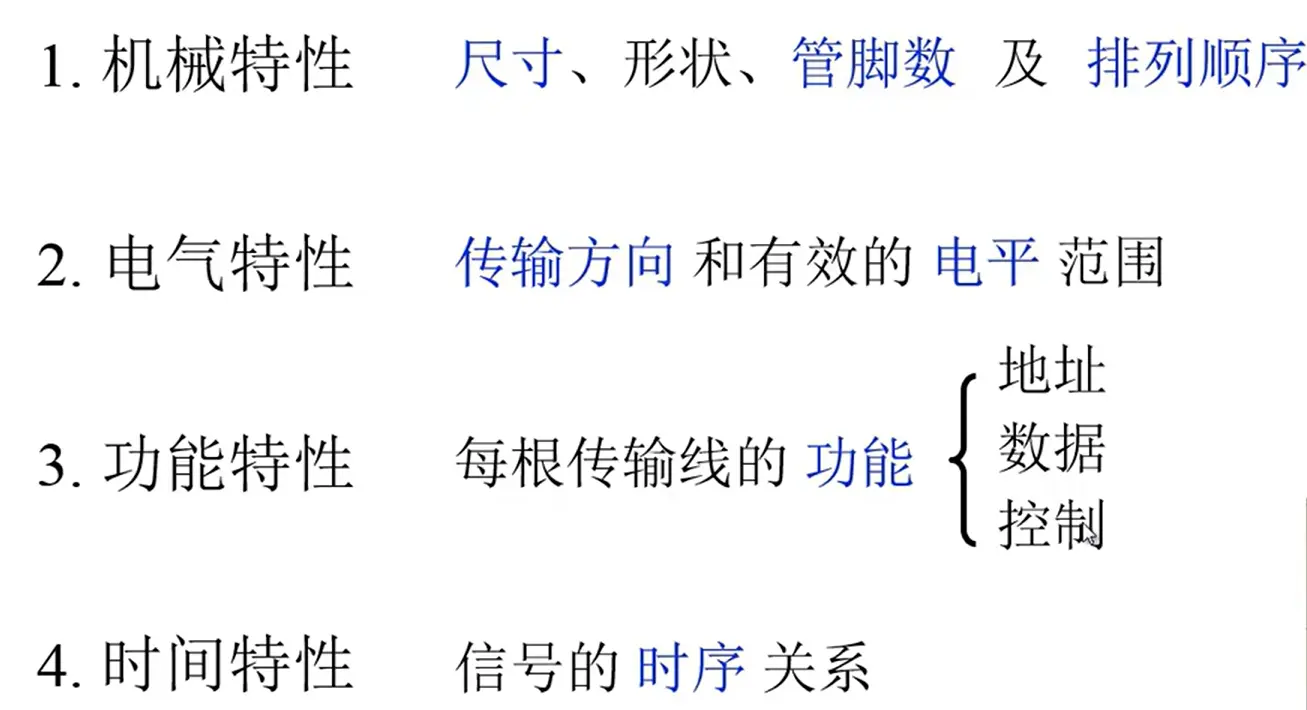 1. 机械特性 尺寸、形状、管脚数 及 排列顺序
2. 电气特性 传输方向 和有效的 电平 范围
3. 功能特性 每根传输线的 功能
地址
数据
控制
4. 时间特性 信号的 时序 关系